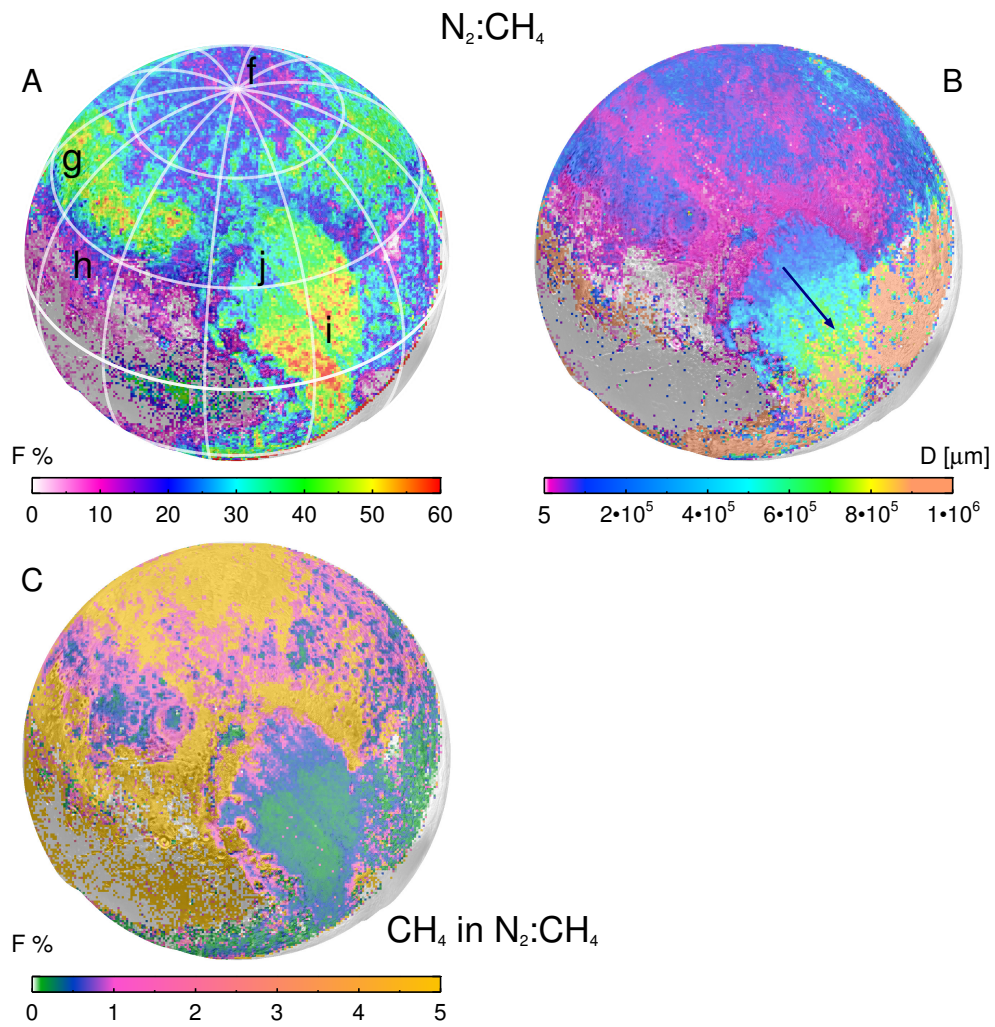 N₂:CH₄
A
B
f
g
h
j
i
F %
0 10 20 30 40 50 60
D [μm]
5 2•10⁵ 4•10⁵ 6•10⁵ 8•10⁵ 1•10⁶
C
CH₄ in N₂:CH₄
F %
0 1 2 3 4 5